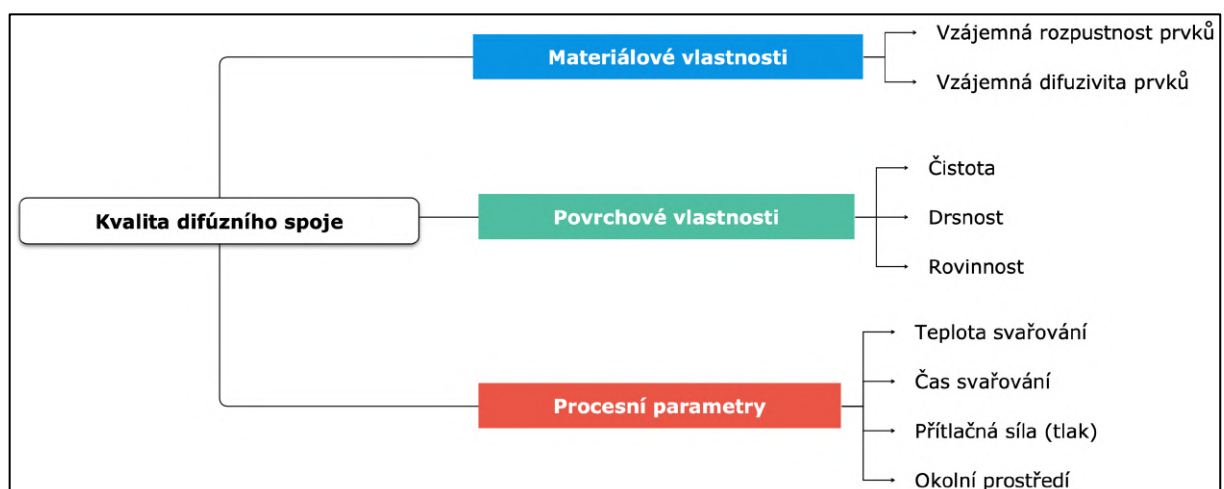 Kvalita difúzního spoje
Materiálové vlastnosti
Vzájemná rozpustnost prvků
Vzájemná difuzivita prvků
Povrchové vlastnosti
Čistota
Drsnost
Rovinnost
Procesní parametry
Teplota svařování
Čas svařování
Přítlačná síla (tlak)
Okolní prostředí